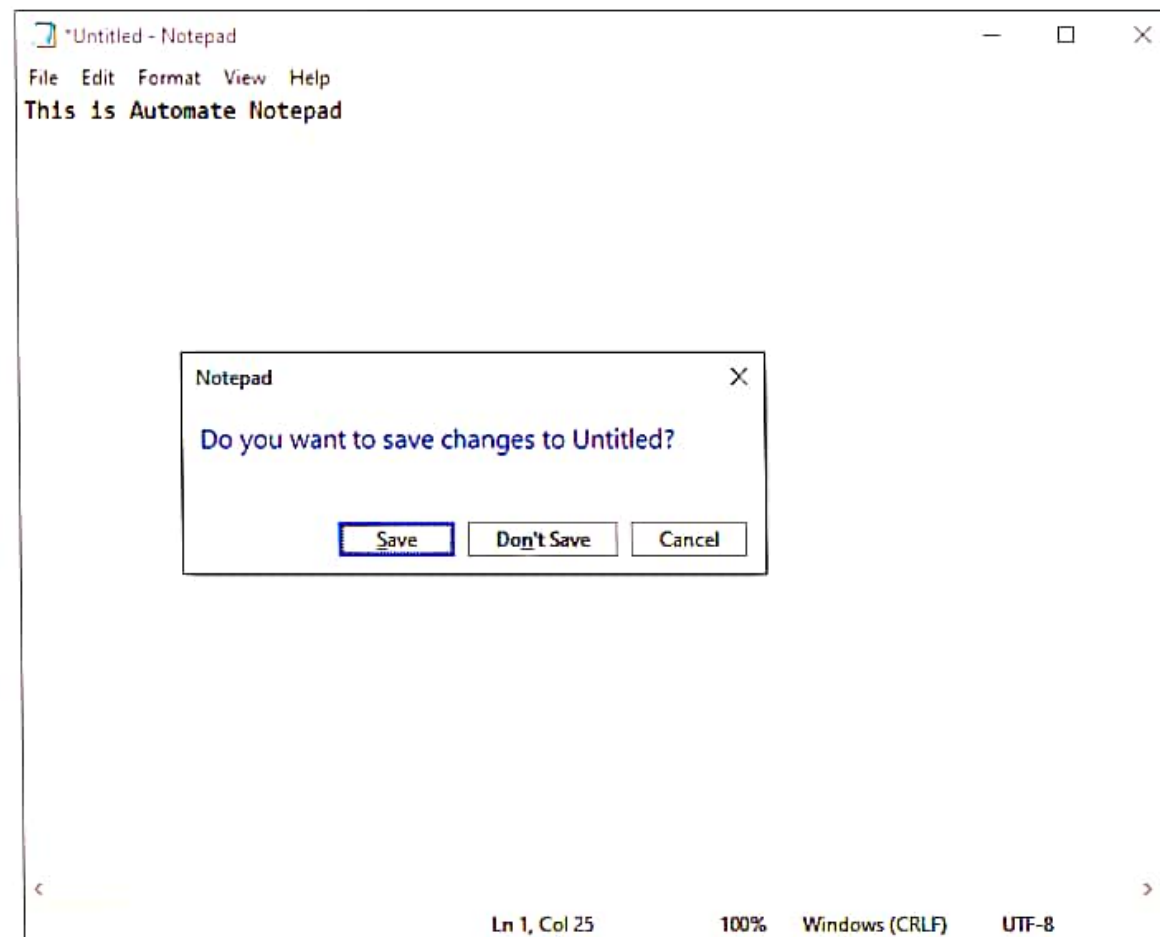 *Untitled - Notepad
File Edit Format View Help
This is Automate Notepad
Notepad
Do you want to save changes to Untitled?
Save Don't Save Cancel
Ln 1, Col 25 100% Windows (CRLF) UTF-8